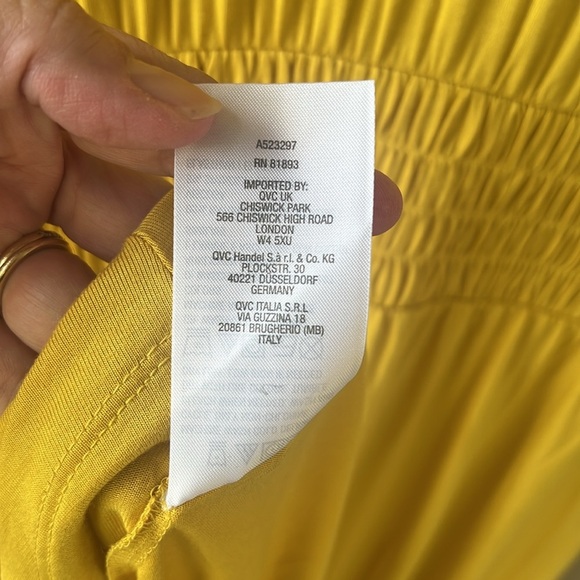 A523297
RN 81893
IMPORTED BY:
QVC UK
CHISWICK PARK
566 CHISWICK HIGH ROAD
LONDON
W4 5XU
QVC Handel S.à r.l. & Co. KG
PLOCKSTR. 30
40221 DÜSSELDORF
GERMANY
QVC ITALIA S.R.L
VIA GUZZINA 18
20861 BRUGHERIO (MB)
ITALY